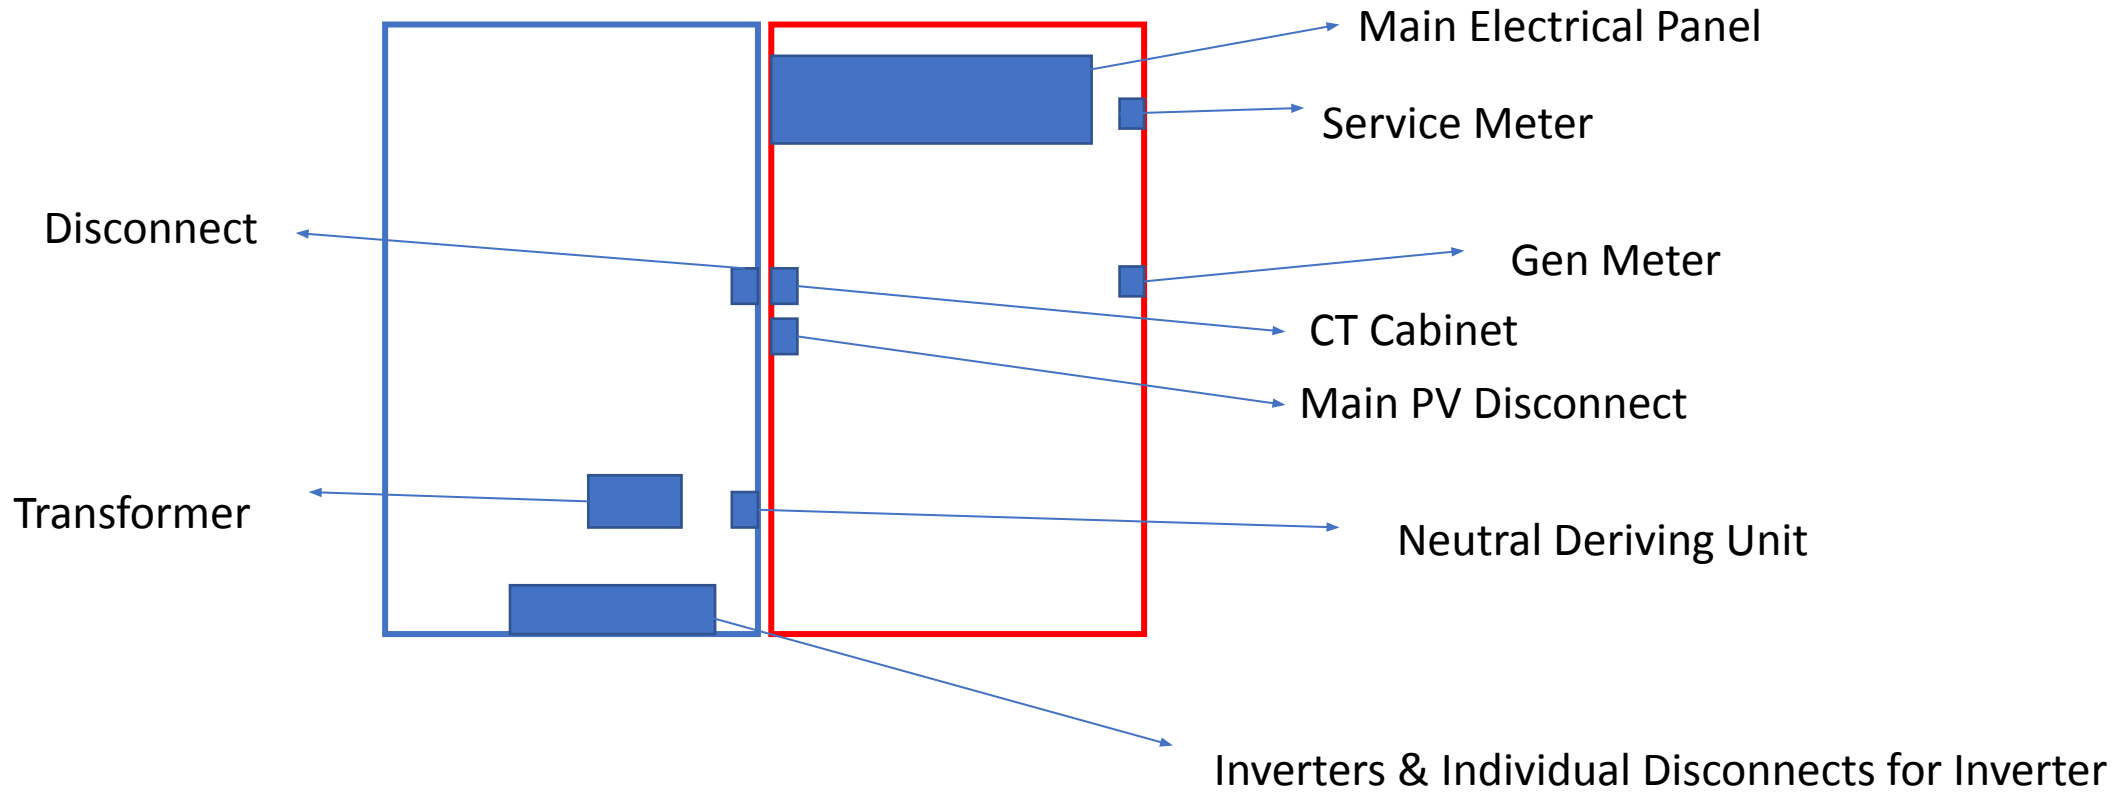 Main Electrical Panel
Service Meter
Disconnect
Gen Meter
CT Cabinet
Main PV Disconnect
Transformer
Neutral Deriving Unit
Inverters & Individual Disconnects for Inverter